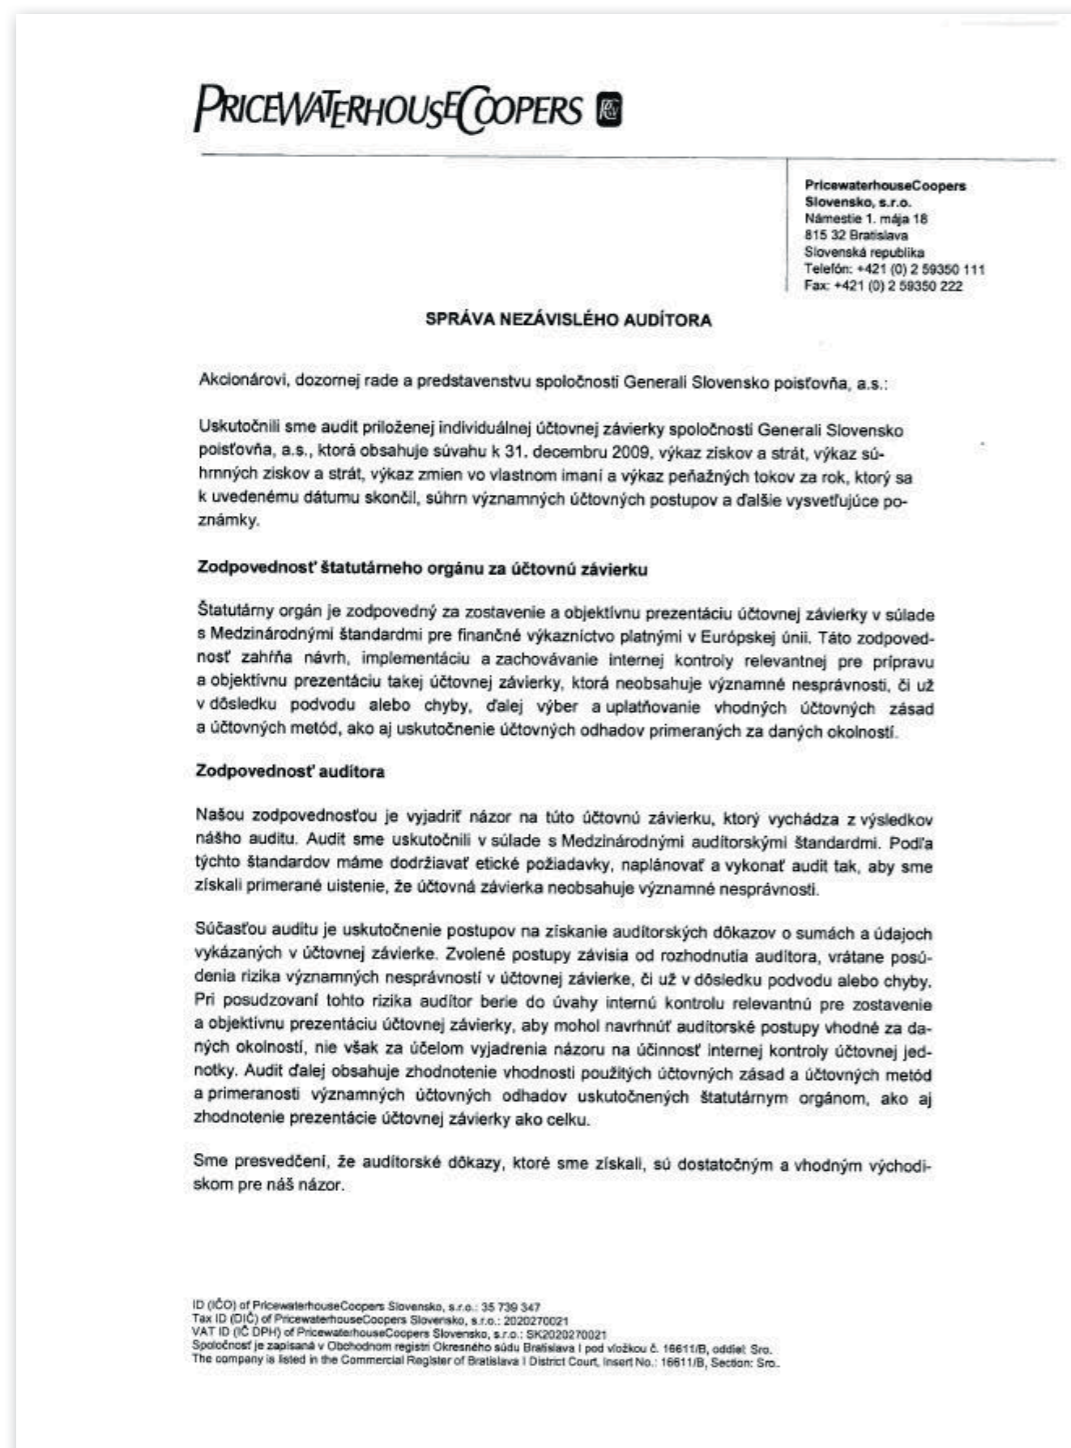 PRICEWATERHOUSECOOPERS
PricewaterhouseCoopers
Slovensko, s.r.o.
Námestie 1. mája 18
815 32 Bratislava
Slovenská republika
Telefón: +421 (0) 2 59350 111
Fax: +421 (0) 2 59350 222
SPRÁVA NEZÁVISLÉHO AUDÍTORA
Akcionárovi, dozornej rade a predstavenstvu spoločnosti Generali Slovensko poisťovňa, a.s.:
Uskutočnili sme audit priloženej individuálnej účtovnej závierky spoločnosti Generali Slovensko
poisťovňa, a.s., ktorá obsahuje súvahu k 31. decembru 2009, výkaz ziskov a strát, výkaz sú-
hrnných ziskov a strát, výkaz zmien vo vlastnom imaní a výkaz peňažných tokov za rok, ktorý sa
k uvedenému dátumu skončil, súhrn významných účtovných postupov a ďalšie vysvetľujúce po-
známky.
Zodpovednosť štatutárneho orgánu za účtovnú závierku
Štatutárny orgán je zodpovedný za zostavenie a objektívnu prezentáciu účtovnej závierky v súlade
s Medzinárodnými štandardmi pre finančné výkazníctvo platnými v Európskej únii. Táto zodpoved-
nosť zahŕňa návrh, implementáciu a zachovávanie internej kontroly relevantnej pre prípravu
a objektívnu prezentáciu takej účtovnej závierky, ktorá neobsahuje významné nesprávnosti, či už
v dôsledku podvodu alebo chyby, ďalej výber a uplatňovanie vhodných účtovných zásad
a účtovných metód, ako aj uskutočnenie účtovných odhadov primeraných za daných okolností.
Zodpovednosť audítora
Našou zodpovednosťou je vyjadriť názor na túto účtovnú závierku, ktorý vychádza z výsledkov
nášho auditu. Audit sme uskutočnili v súlade s Medzinárodnými audítorskými štandardmi. Podľa
týchto štandardov máme dodržiavať etické požiadavky, naplánovať a vykonať audit tak, aby sme
získali primerané uistenie, že účtovná závierka neobsahuje významné nesprávnosti.
Súčasťou auditu je uskutočnenie postupov na získanie audítorských dôkazov o sumách a údajoch
vykázaných v účtovnej závierke. Zvolené postupy závisia od rozhodnutia audítora, vrátane posú-
denia rizika významných nesprávností v účtovnej závierke, či už v dôsledku podvodu alebo chyby.
Pri posudzovaní tohto rizika audítor berie do úvahy internú kontrolu relevantnú pre zostavenie
a objektívnu prezentáciu účtovnej závierky, aby mohol navrhnúť audítorské postupy vhodné za da-
ných okolností, nie však za účelom vyjadrenia názoru na účinnosť internej kontroly účtovnej jed-
notky. Audit ďalej obsahuje zhodnotenie vhodnosti použitých účtovných zásad a účtovných metód
a primeranosti významných účtovných odhadov uskutočnených štatutárnym orgánom, ako aj
zhodnotenie prezentácie účtovnej závierky ako celku.
Sme presvedčení, že audítorské dôkazy, ktoré sme získali, sú dostatočným a vhodným východi-
skom pre náš názor.
ID (IČO) of PricewaterhouseCoopers Slovensko, s.r.o.: 35 739 347
Tax ID (DIČ) of PricewaterhouseCoopers Slovensko, s.r.o.: 2020270021
VAT ID (IČ DPH) of PricewaterhouseCoopers Slovensko, s.r.o.: SK2020270021
Spoločnosť je zapísaná v Obchodnom registri Okresného súdu Bratislava I pod vložkou č. 16611/B, oddiel: Sro.
The company is listed in the Commercial Register of Bratislava I District Court, Insert No.: 16611/B, Section: Sro..